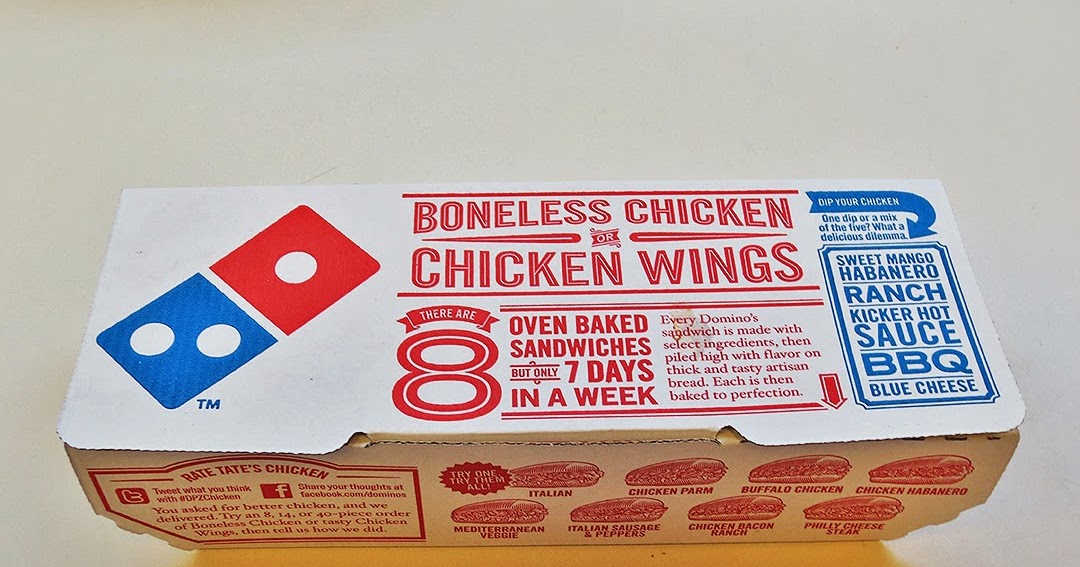 BONELESS CHICKEN
OR
CHICKEN WINGS
THERE ARE
8
OVEN BAKED
SANDWICHES
BUT ONLY 7 DAYS
IN A WEEK
Every Domino's
sandwich is made with
select ingredients, then
piled high with flavor on
thick and tasty artisan
bread. Each is then
baked to perfection.
DIP YOUR CHICKEN
One dip or a mix
of the five? What a
delicious dilemma.
SWEET MANGO
HABANERO
RANCH
KICKER HOT
SAUCE
BBQ
BLUE CHEESE
TM
RATE TATE'S CHICKEN
Tweet what you think
with #DPZChicken
f
Share your thoughts at
facebook.com/dominos
You asked for better chicken, and we
delivered. Try an 8, 14, or 40-piece order
of Boneless Chicken or tasty Chicken
Wings, then tell us how we did.
TRY ONE
TRY THEM
ALL!
ITALIAN
CHICKEN PARM
BUFFALO CHICKEN
CHICKEN HABANERO
MEDITERRANEAN
VEGGIE
ITALIAN SAUSAGE
& PEPPERS
CHICKEN BACON
RANCH
PHILLY CHEESE
STEAK